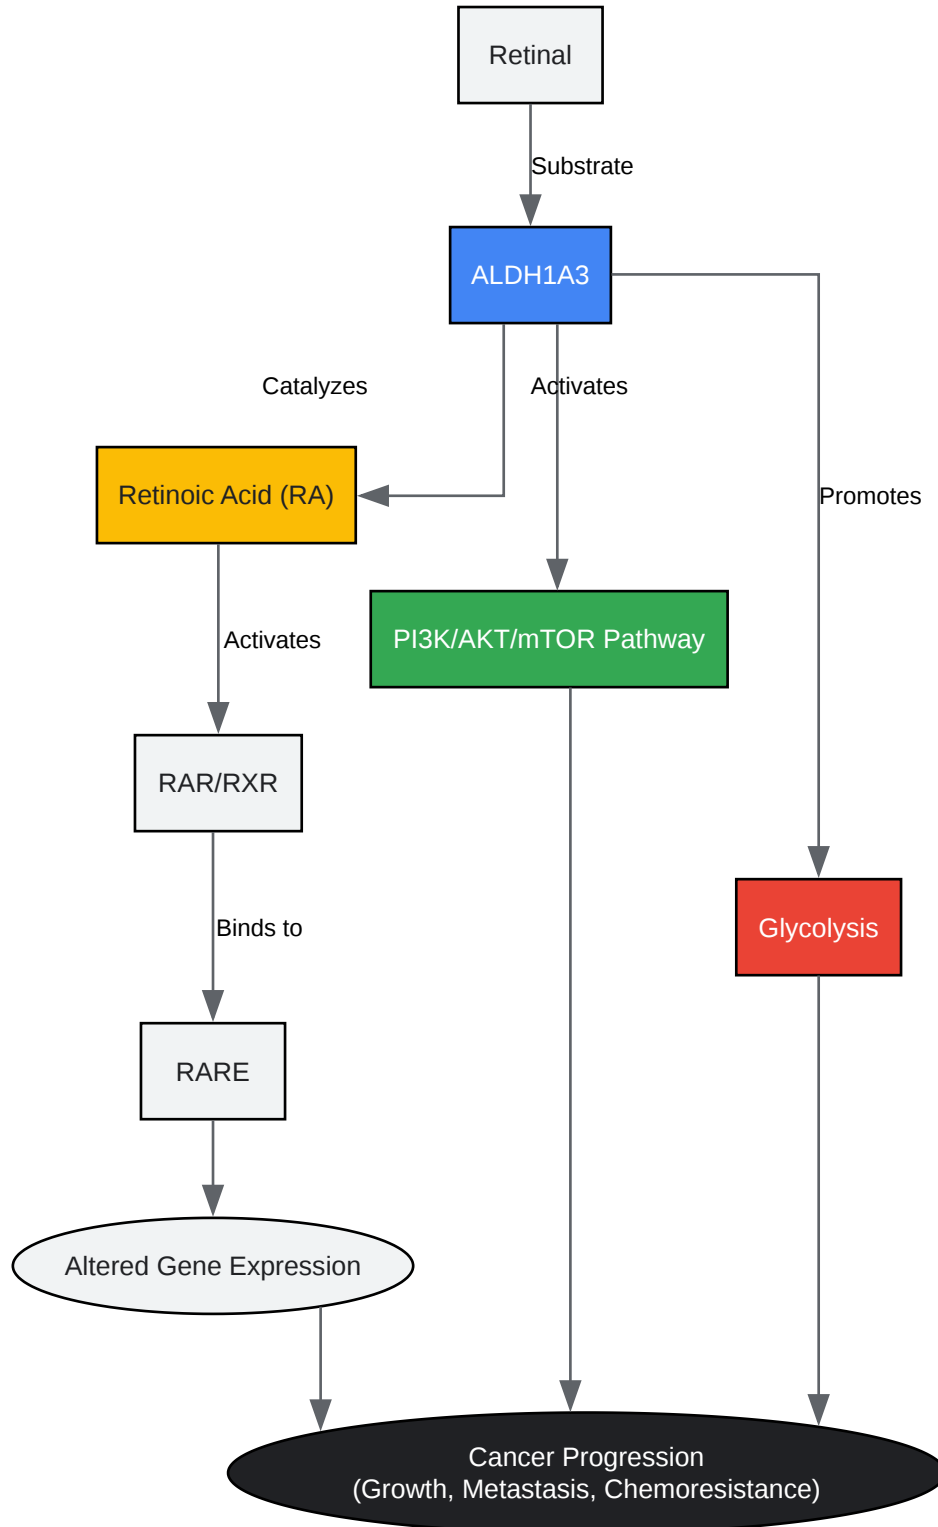 Retinal
Substrate
ALDH1A3
Catalyzes
Activates
Retinoic Acid (RA)
Promotes
Activates
PI3K/AKT/mTOR Pathway
RAR/RXR
Binds to
Glycolysis
RARE
Altered Gene Expression
Cancer Progression
(Growth, Metastasis, Chemoresistance)